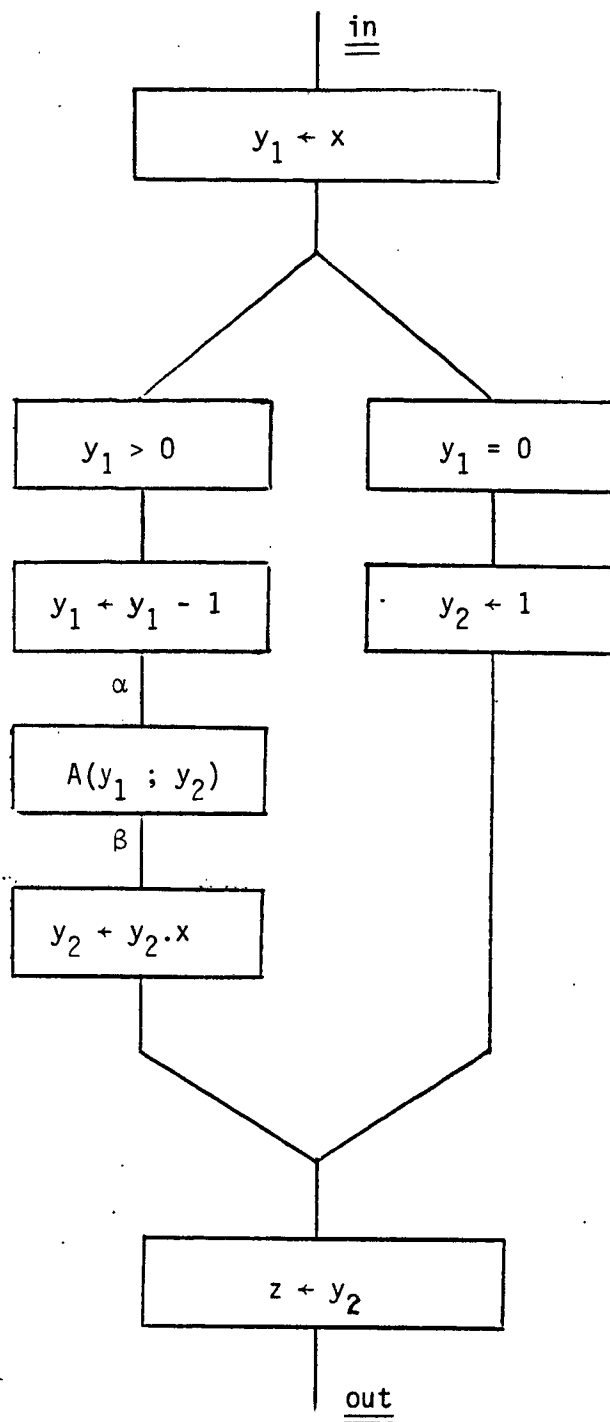 in
y₁ ← x
y₁ > 0
y₁ = 0
y₁ ← y₁ - 1
y₂ ← 1
α
A(y₁ ; y₂)
β
y₂ ← y₂.x
z ← y₂
out